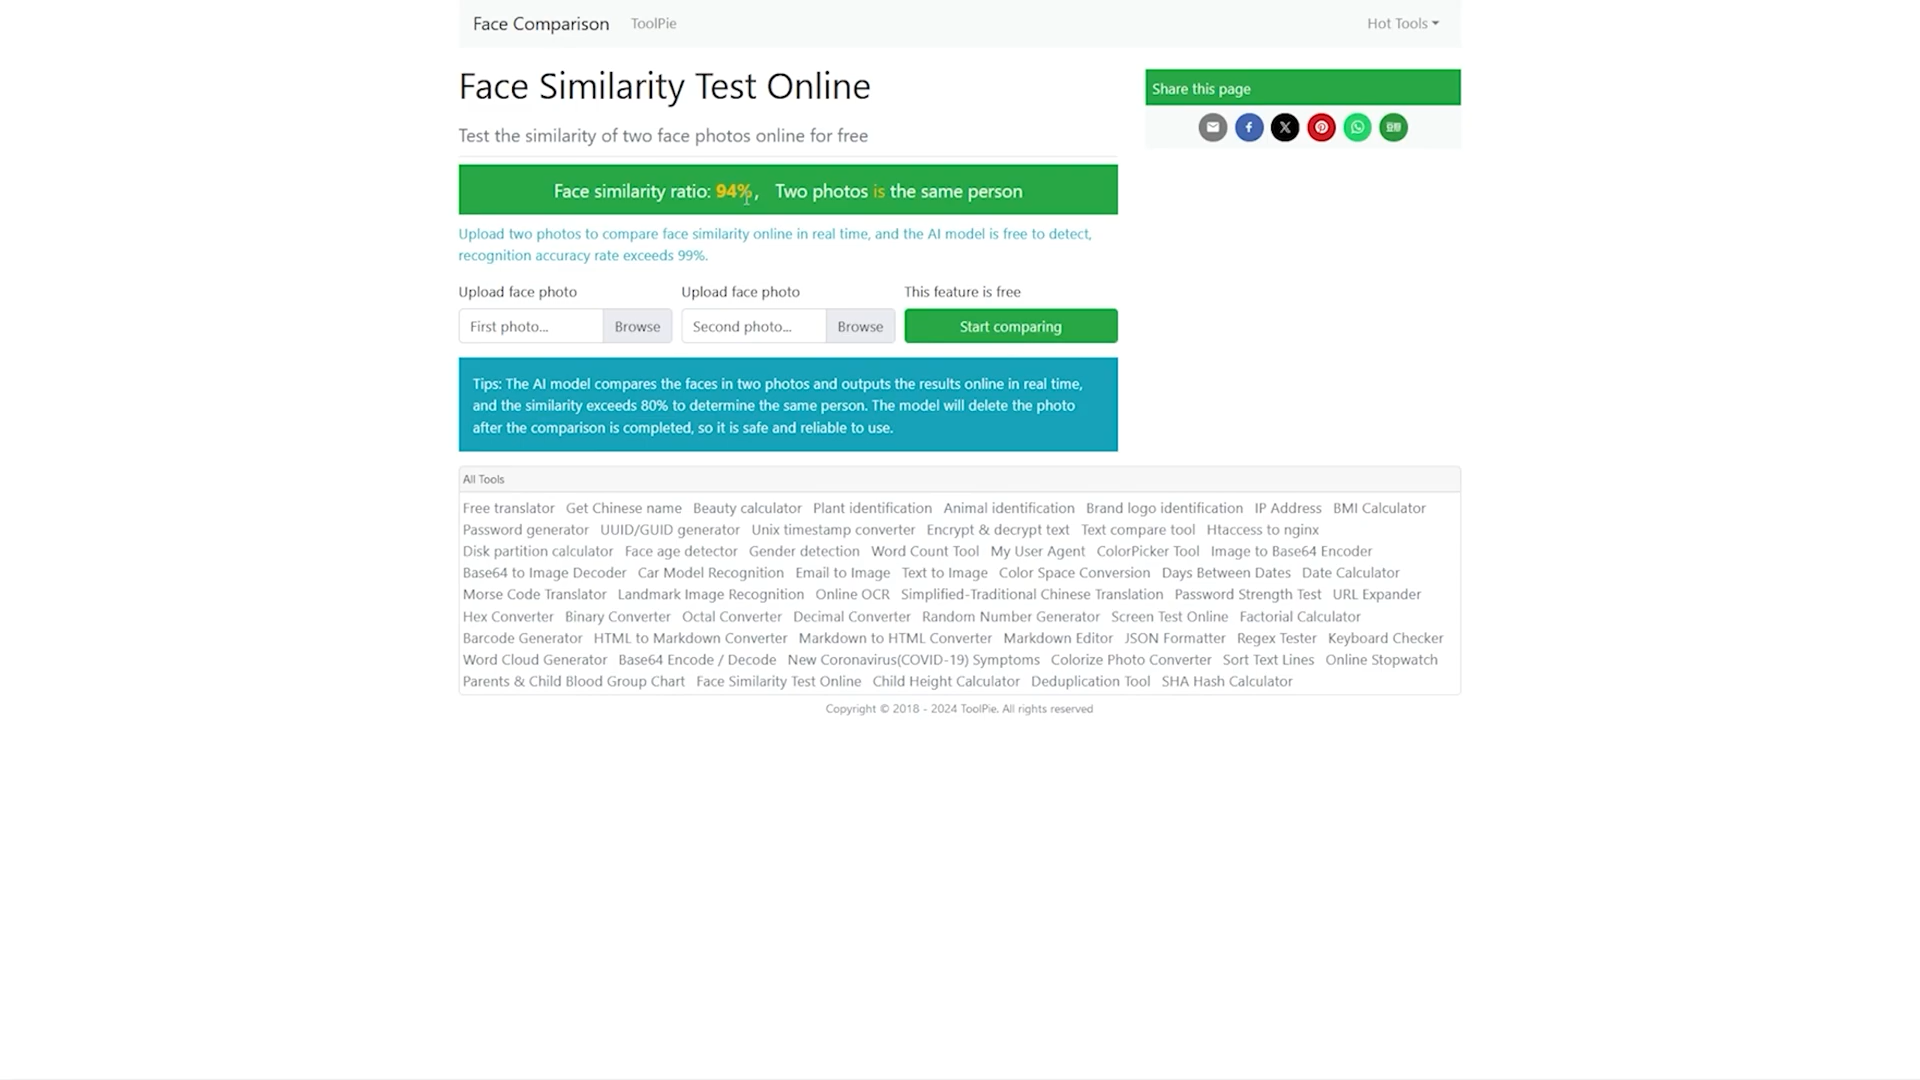 Face Comparison ToolPie Hot Tools
Face Similarity Test Online
Test the similarity of two face photos online for free
Share this page
Face similarity ratio: 94%, Two photos is the same person
Upload two photos to compare face similarity online in real time, and the AI model is free to detect,
recognition accuracy rate exceeds 99%.
Upload face photo Upload face photo This feature is free
First photo... Browse Second photo... Browse Start comparing
Tips: The AI model compares the faces in two photos and outputs the results online in real time,
and the similarity exceeds 80% to determine the same person. The model will delete the photo
after the comparison is completed, so it is safe and reliable to use.
All Tools
Free translator Get Chinese name Beauty calculator Plant identification Animal identification Brand logo identification IP Address BMI Calculator
Password generator UUID/GUID generator Unix timestamp converter Encrypt & decrypt text Text compare tool Htaccess to nginx
Disk partition calculator Face age detector Gender detection Word Count Tool My User Agent ColorPicker Tool Image to Base64 Encoder
Base64 to Image Decoder Car Model Recognition Email to Image Text to Image Color Space Conversion Days Between Dates Date Calculator
Morse Code Translator Landmark Image Recognition Online OCR Simplified-Traditional Chinese Translation Password Strength Test URL Expander
Hex Converter Binary Converter Octal Converter Decimal Converter Random Number Generator Screen Test Online Factorial Calculator
Barcode Generator HTML to Markdown Converter Markdown to HTML Converter Markdown Editor JSON Formatter Regex Tester Keyboard Checker
Word Cloud Generator Base64 Encode / Decode New Coronavirus(COVID-19) Symptoms Colorize Photo Converter Sort Text Lines Online Stopwatch
Parents & Child Blood Group Chart Face Similarity Test Online Child Height Calculator Deduplication Tool SHA Hash Calculator
Copyright © 2018 - 2024 ToolPie. All rights reserved